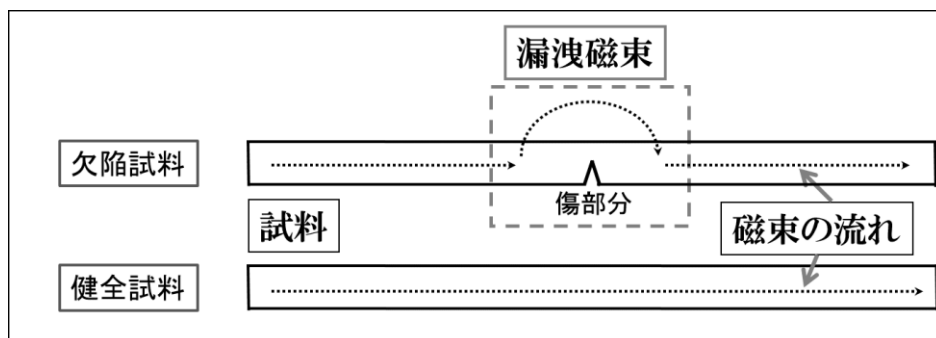 漏洩磁束
欠陥試料
傷部分
試料
磁束の流れ
健全試料